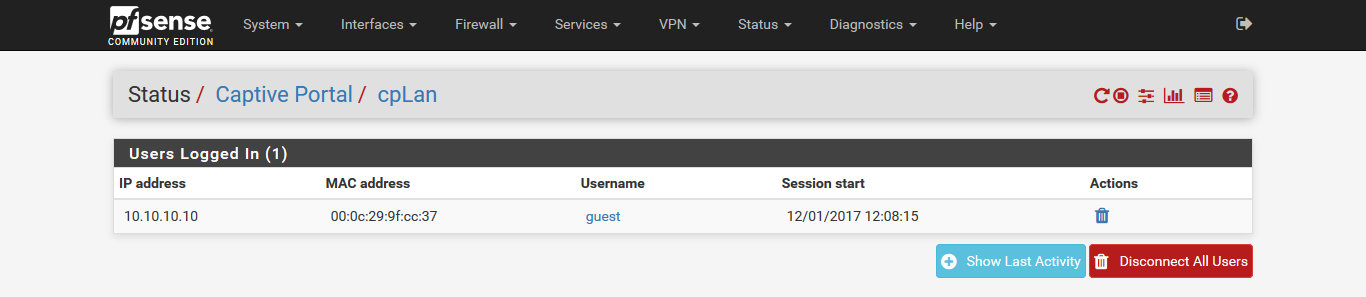 pfsense
COMMUNITY EDITION
System Interfaces Firewall Services VPN Status Diagnostics Help
Status / Captive Portal / cpLan
Users Logged In (1)
IP address MAC address Username Session start Actions
10.10.10.10 00:0c:29:9f:cc:37 guest 12/01/2017 12:08:15
Show Last Activity Disconnect All Users